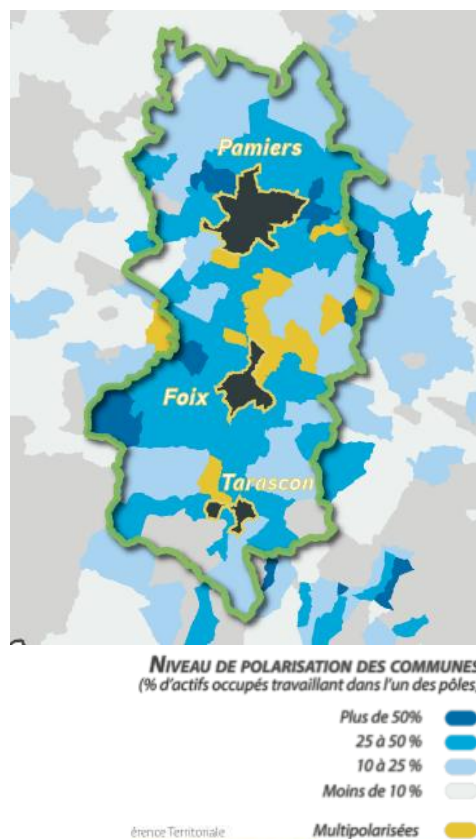 Pamiers
Foix
Tarascon
NIVEAU DE POLARISATION DES COMMUNES
(% d'actifs occupés travaillant dans l'un des pôles)
Plus de 50%
25 à 50 %
10 à 25 %
Moins de 10 %
érence Territoriale
Multipolarisées